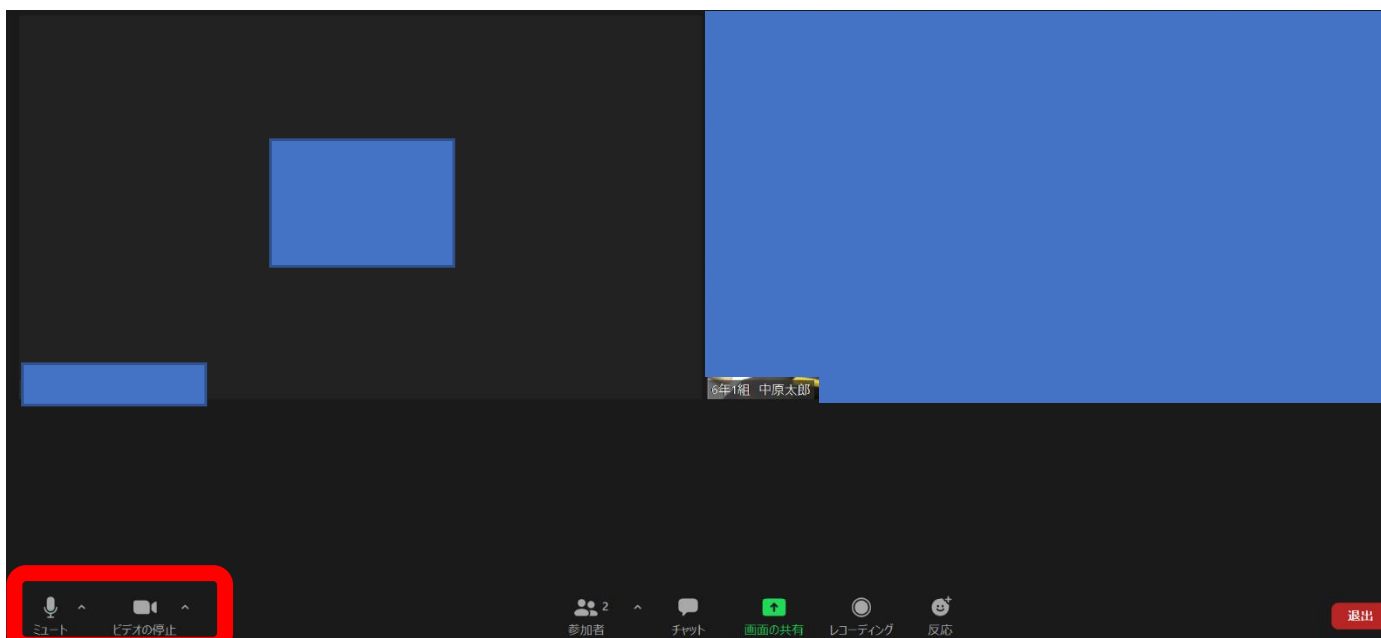 6年1組 中原太郎
ミュート
ビデオの停止
2
参加者
チャット
画面の共有
レコーディング
反応
退出